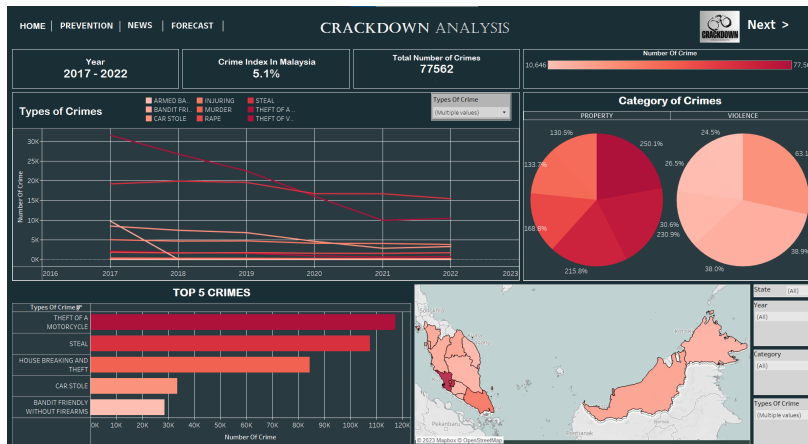 HOME | PREVENTION | NEWS | FORECAST |
CRACKDOWN ANALYSIS
CRACKDOWN
Next >
Year
2017 - 2022
Crime Index In Malaysia
5.1%
Total Number of Crimes
77562
Number Of Crime
10,646
77,56
Types of Crimes
ARMED BA..
INJURING
STEAL
BANDIT FRI..
MURDER
THEFT OF A...
CAR STOLE
RAPE
THEFT OF V...
Types Of Crime
(Multiple values)
Number Of Crime
30K
25K
20K
15K
10K
5K
0K
2016
2017
2018
2019
2020
2021
2022
2023
Category of Crimes
PROPERTY
VIOLENCE
130.5%
250.1%
133.7%
168.8%
230.9%
215.8%
24.5%
63.1
26.5%
30.6%
38.9%
38.0%
TOP 5 CRIMES
Types Of Crime
THEFT OF A
MOTORCYCLE
STEAL
HOUSE BREAKING AND
THEFT
CAR STOLE
BANDIT FRIENDLY
WITHOUT FIREARMS
0K 10K 20K 30K 40K 50K 60K 70K 80K 90K 100K 110K 120K
Number Of Crime
Pekanbaru
© 2023 Mapbox © OpenStreetMap
State
(All)
Year
(All)
Category
(All)
Types Of Crime
(Multiple values)